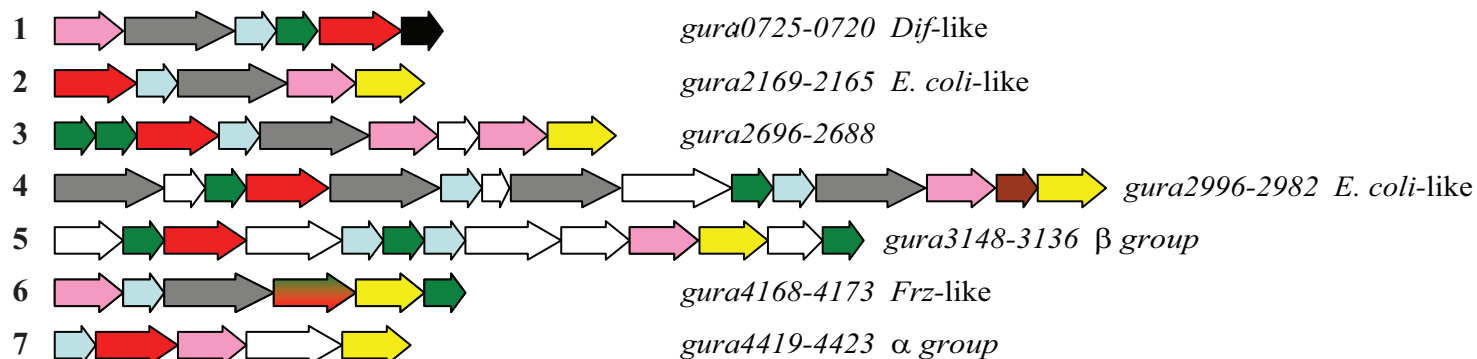 1 gura0725-0720 Dif-like
2 gura2169-2165 E. coli-like
3 gura2696-2688
4 gura2996-2982 E. coli-like
5 gura3148-3136 β group
6 gura4168-4173 Frz-like
7 gura4419-4423 α group